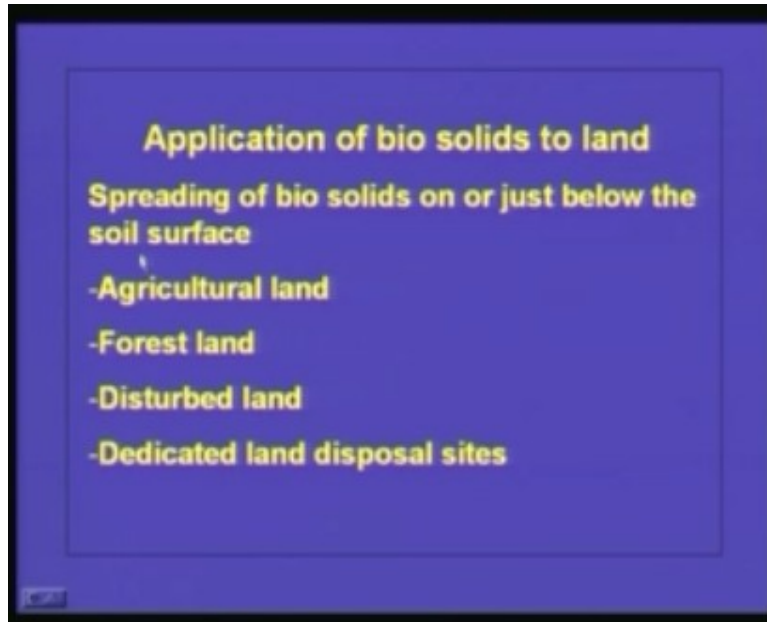 Application of bio solids to land
Spreading of bio solids on or just below the
soil surface
-Agricultural land
-Forest land
-Disturbed land
-Dedicated land disposal sites